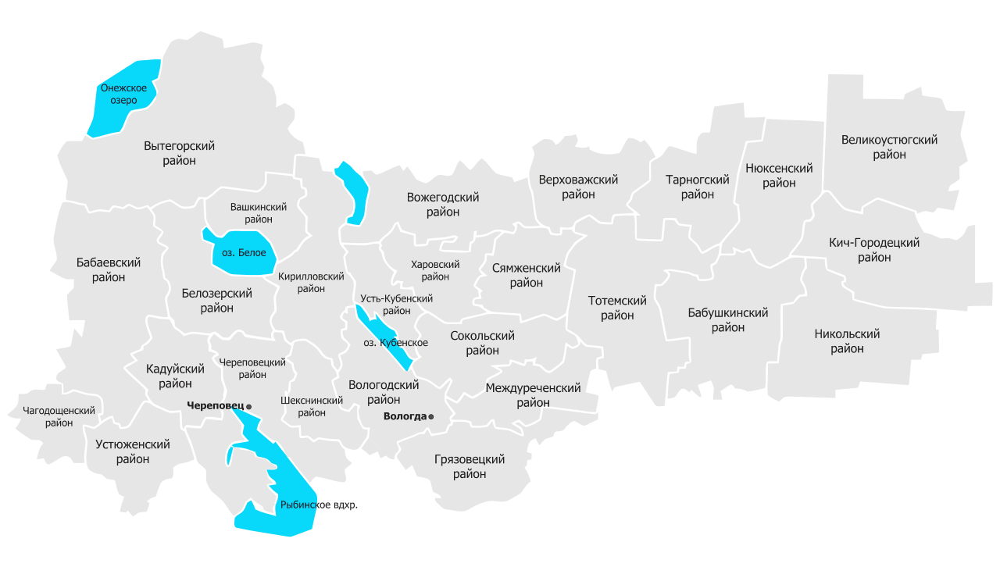 Онежское
озеро
Вытегорский
район
Великоустюгский
район
Нюксенский
район
Верховажский
район
Тарногский
район
Вожегодский
район
Вашкинский
район
Кич-Городецкий
район
оз. Белое
Бабаевский
район
Харовский
район
Сямженский
район
Кирилловский
район
Белозерский
район
Усть-Кубенский
район
Тотемский
район
Бабушкинский
район
Сокольский
район
оз. Кубенское
Никольский
район
Кадуйский
район
Череповецкий
район
Вологодский
район
Междуреченский
район
Шекснинский
район
Череповец
Чагодощенский
район
Вологда
Устюженский
район
Грязовецкий
район
Рыбинское вдхр.